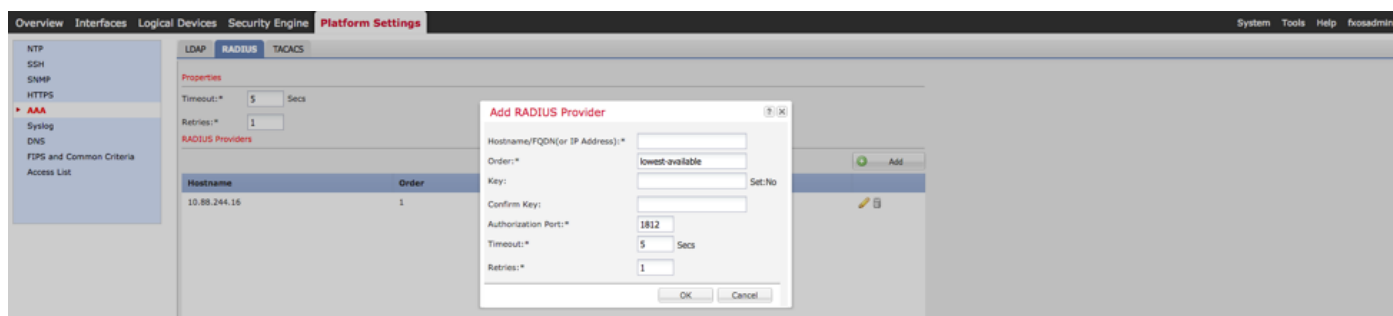 Overview Interfaces Logical Devices Security Engine Platform Settings System Tools Help fxosadmin
NTP
SSH
SNMP
HTTPS
AAA
Syslog
DNS
FIPS and Common Criteria
Access List
LDAP RADIUS TACACS
Properties
Timeout:* 5 Secs
Retries:* 1
RADIUS Providers
Add
Hostname Order
10.88.244.16 1
Add RADIUS Provider ?
Hostname/FQDN(or IP Address):*
Order:* lowest-available
Key: Set:No
Confirm Key:
Authorization Port:* 1812
Timeout:* 5 Secs
Retries:* 1
OK Cancel